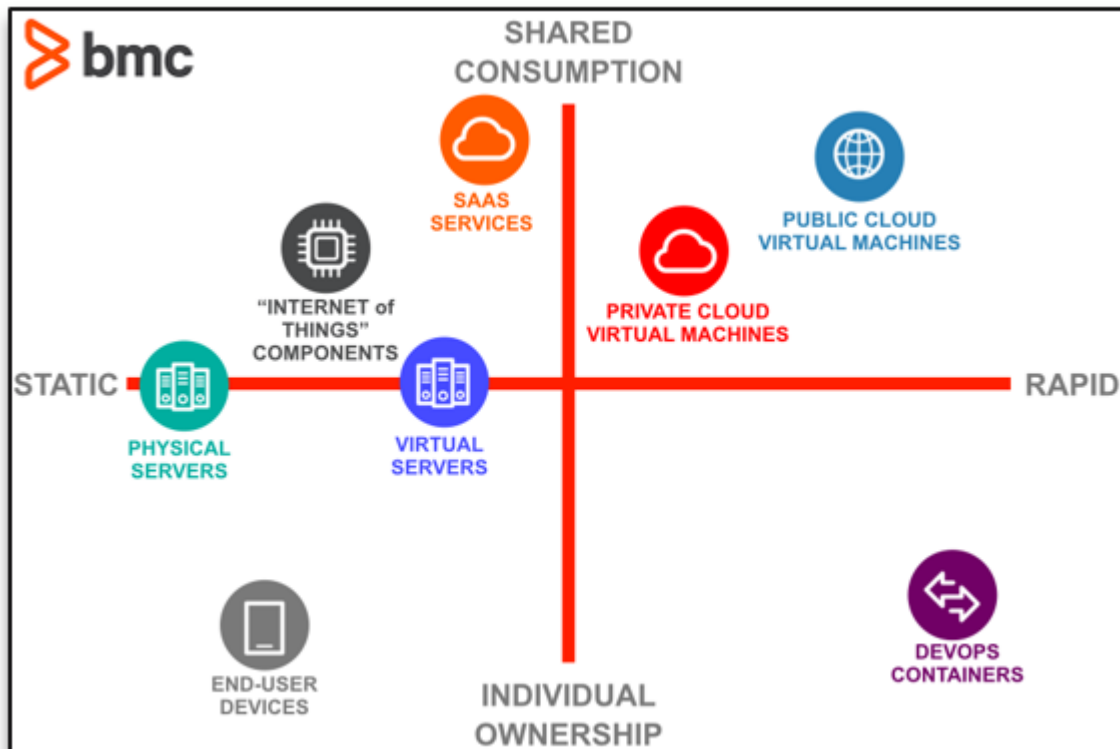 bmc
SHARED
CONSUMPTION
SAAS
SERVICES
PUBLIC CLOUD
VIRTUAL MACHINES
“INTERNET of
THINGS”
COMPONENTS
PRIVATE CLOUD
VIRTUAL MACHINES
STATIC
RAPID
PHYSICAL
SERVERS
VIRTUAL
SERVERS
END-USER
DEVICES
DEVOPS
CONTAINERS
INDIVIDUAL
OWNERSHIP